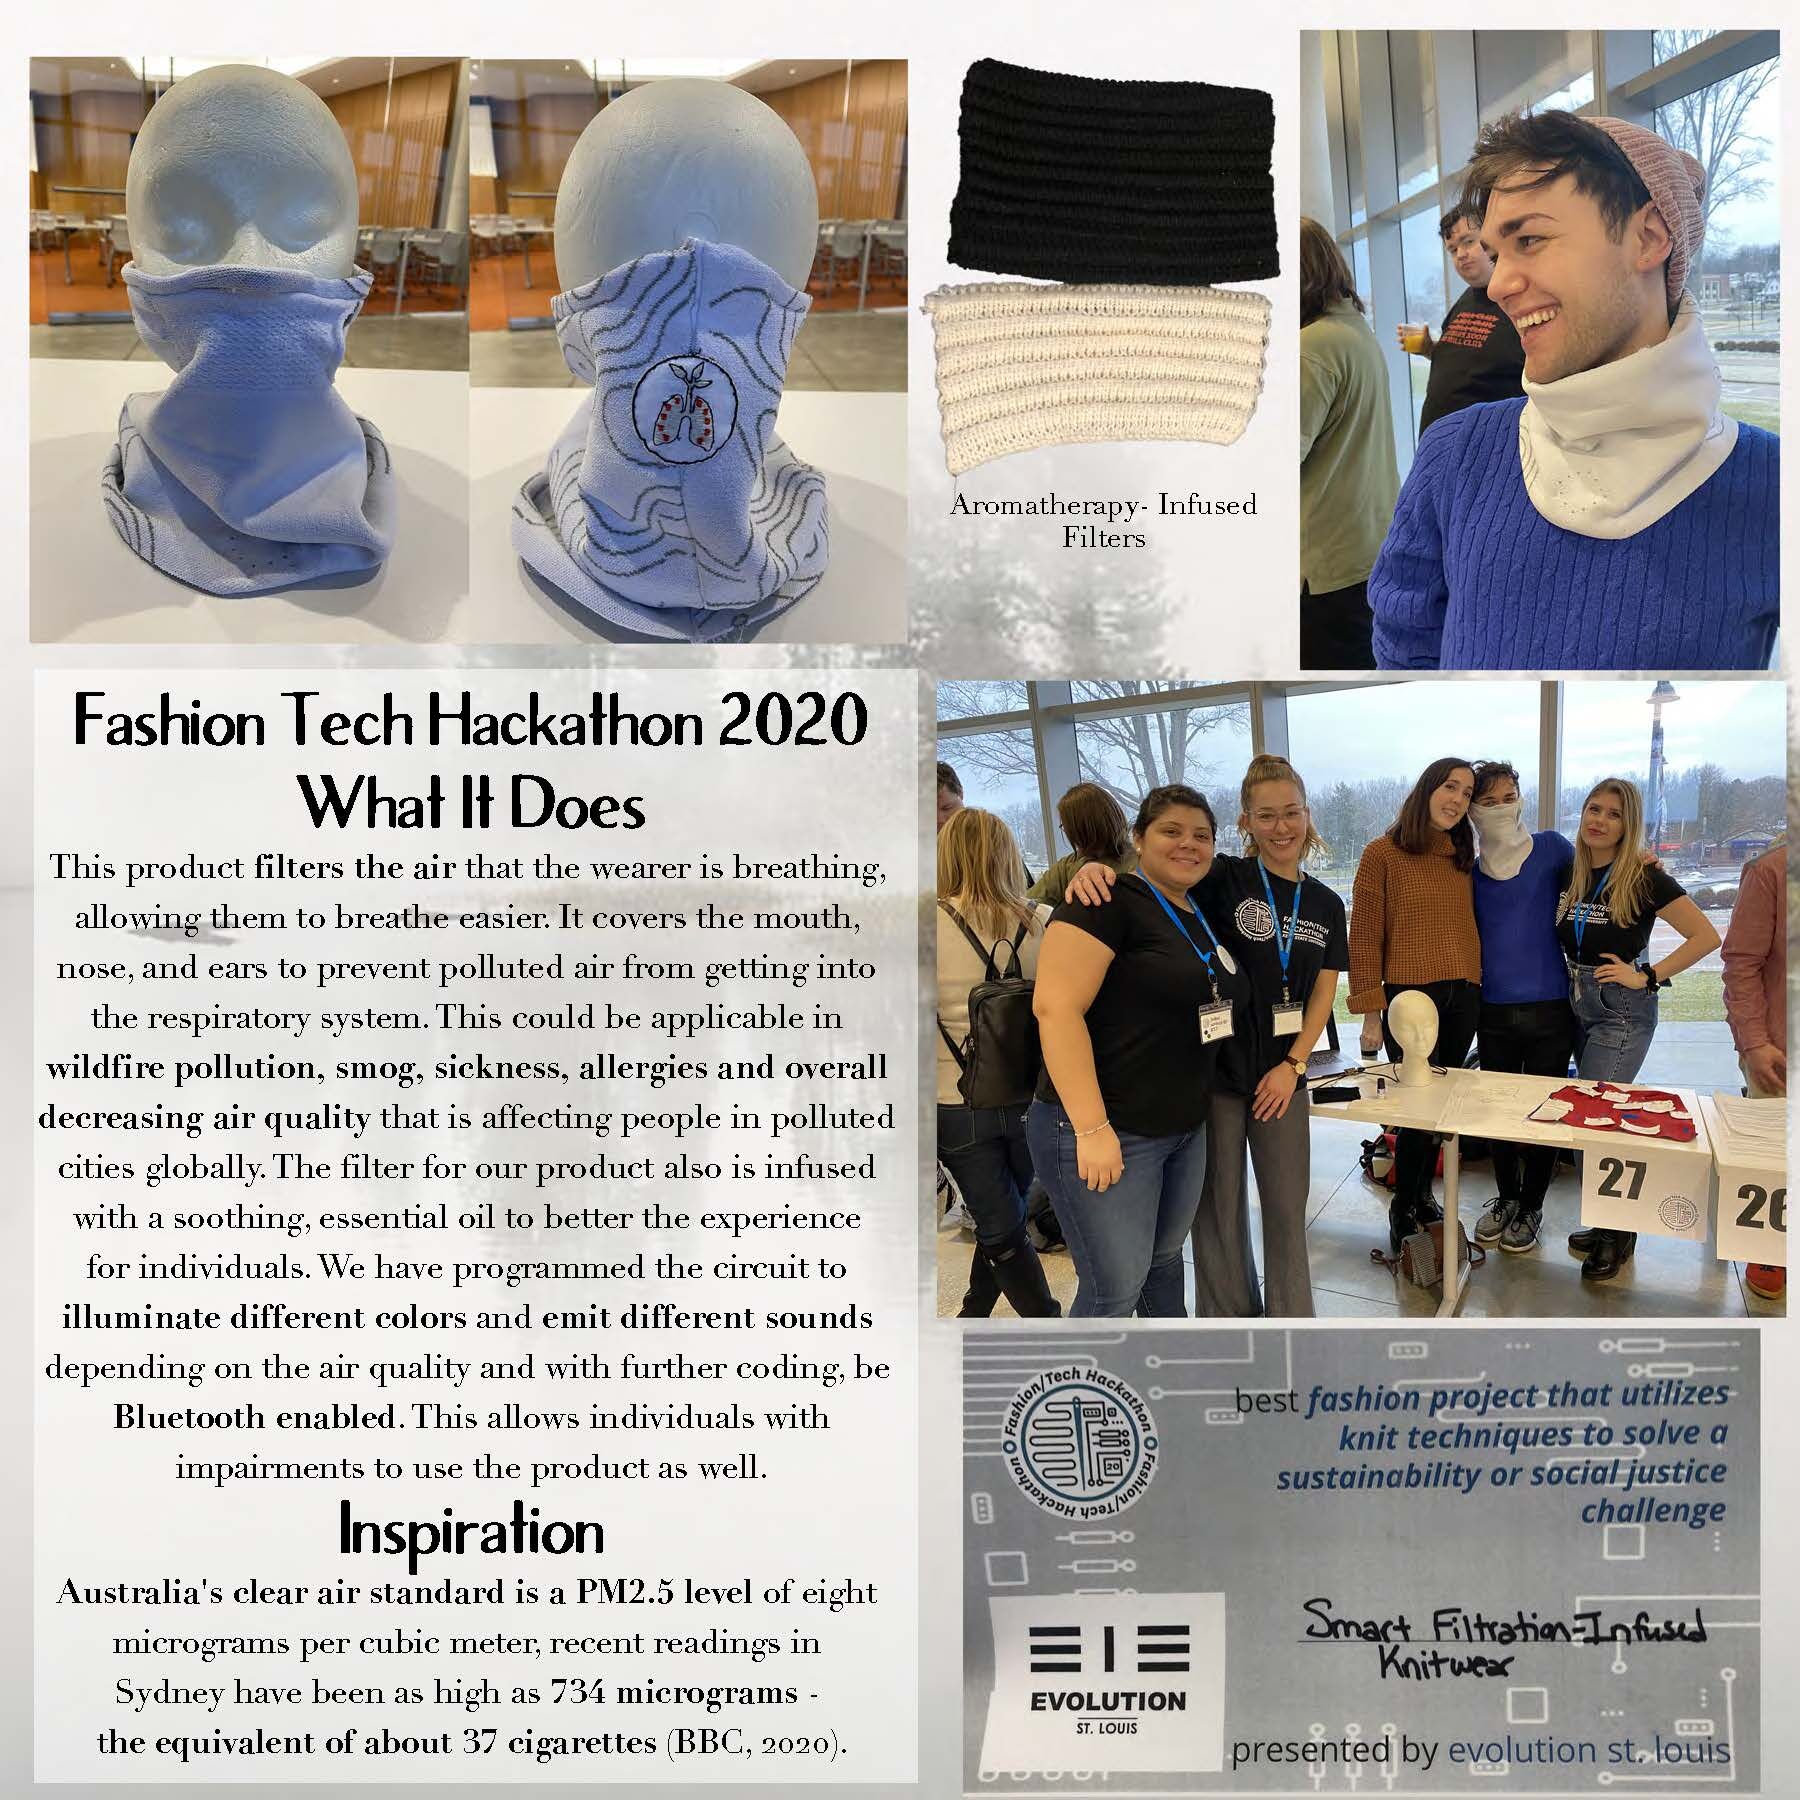 Aromatherapy- Infused
Filters
Fashion Tech Hackathon 2020
What It Does
This product filters the air that the wearer is breathing,
allowing them to breathe easier. It covers the mouth,
nose, and ears to prevent polluted air from getting into
the respiratory system. This could be applicable in
wildfire pollution, smog, sickness, allergies and overall
decreasing air quality that is affecting people in polluted
cities globally. The filter for our product also is infused
with a soothing, essential oil to better the experience
for individuals. We have programmed the circuit to
illuminate different colors and emit different sounds
depending on the air quality and with further coding, be
Bluetooth enabled. This allows individuals with
impairments to use the product as well.
Inspiration
Australia's clear air standard is a PM2.5 level of eight
micrograms per cubic meter, recent readings in
Sydney have been as high as 734 micrograms -
the equivalent of about 37 cigarettes (BBC, 2020).
FASHION/TECH
HACKATHON
27
26
Fashion/Tech Hackathon
Fashion/Tech Hackathon
20
best fashion project that utilizes
knit techniques to solve a
sustainability or social justice
challenge
Smart Filtration-Infused
Knitwear
EVOLUTION
ST. LOUIS
presented by evolution st. louis